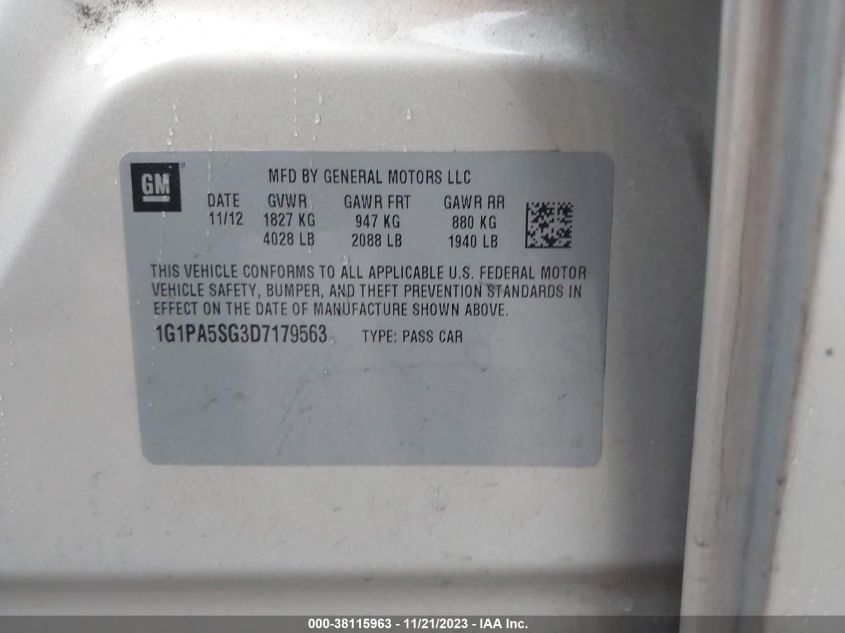 GM
MFD BY GENERAL MOTORS LLC
DATE GVWR GAWR FRT GAWR RR
11/12 1827 KG 947 KG 880 KG
4028 LB 2088 LB 1940 LB
THIS VEHICLE CONFORMS TO ALL APPLICABLE U.S. FEDERAL MOTOR
VEHICLE SAFETY, BUMPER, AND THEFT PREVENTION STANDARDS IN
EFFECT ON THE DATE OF MANUFACTURE SHOWN ABOVE.
1G1PA5SG3D7179563 TYPE: PASS CAR
000-38115963 - 11/21/2023 - IAA Inc.